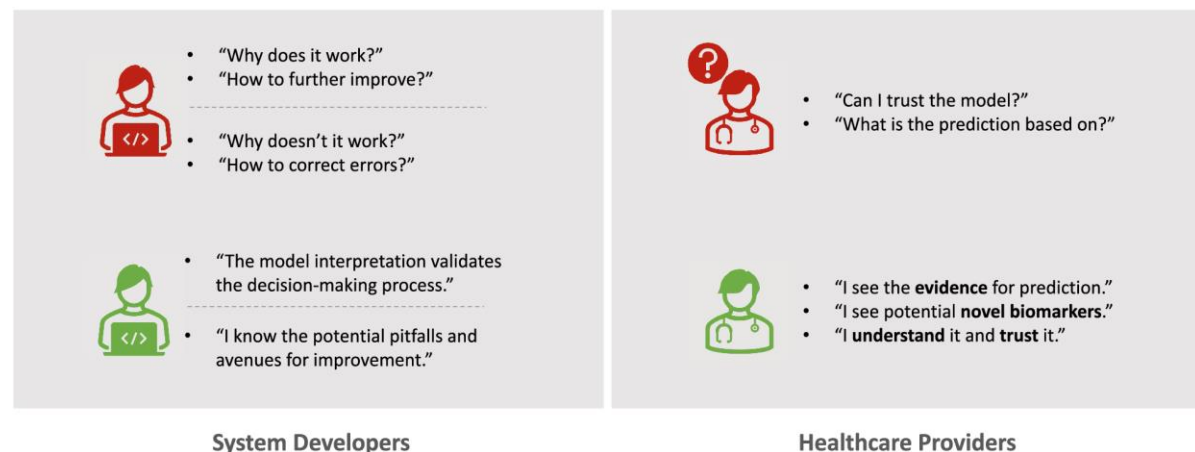 • “Why does it work?”
• “How to further improve?”
• “Why doesn’t it work?”
• “How to correct errors?”
</>
• “The model interpretation validates
the decision-making process.”
• “I know the potential pitfalls and
avenues for improvement.”
</>
System Developers
?
• “Can I trust the model?”
• “What is the prediction based on?”
• “I see the evidence for prediction.”
• “I see potential novel biomarkers.”
• “I understand it and trust it.”
Healthcare Providers